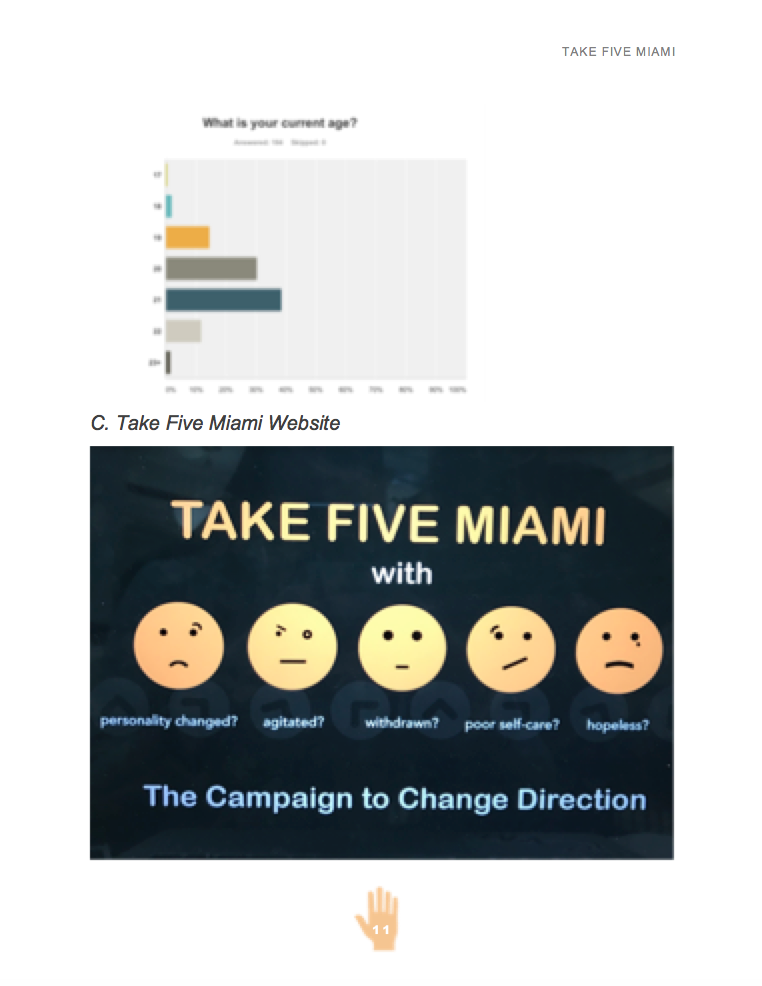 TAKE FIVE MIAMI
What is your current age?
Answered: 194 Skipped: 0
17
18
19
20
21
22
23+
0% 10% 20% 30% 40% 50% 60% 70% 80% 90% 100%
C. Take Five Miami Website
TAKE FIVE MIAMI
with
personality changed? agitated? withdrawn? poor self-care? hopeless?
The Campaign to Change Direction
11